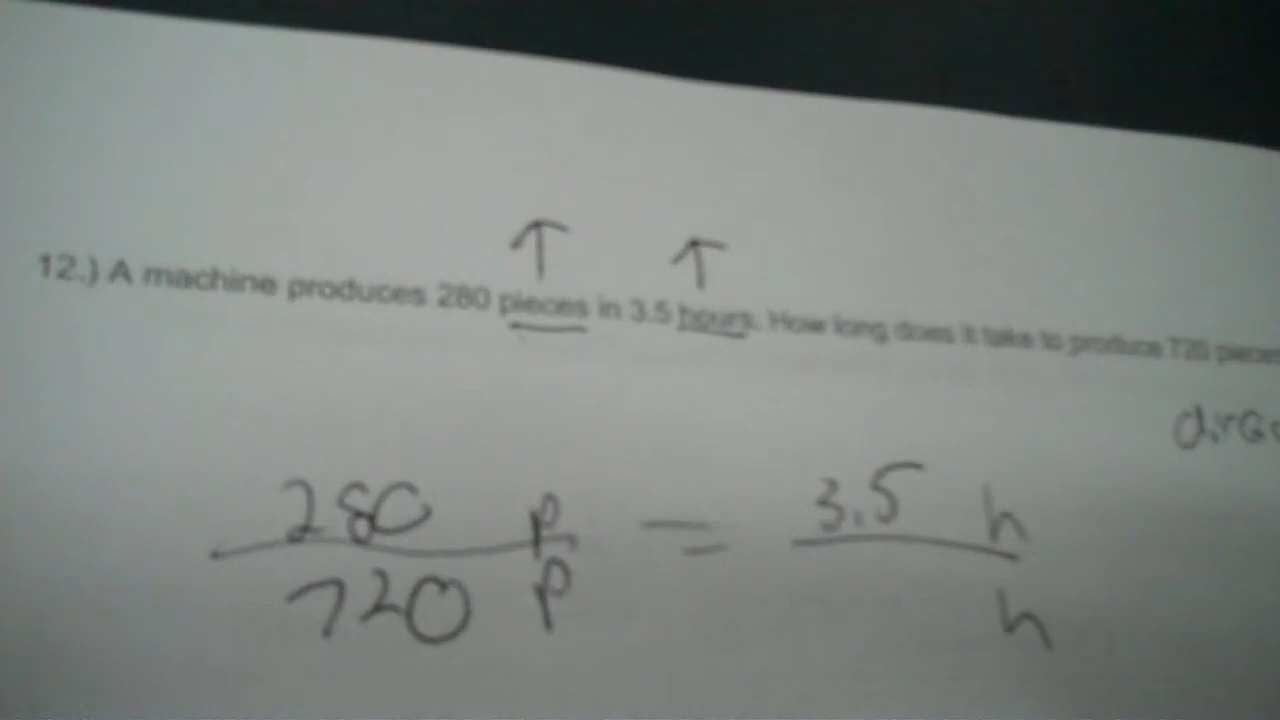 ↑ ↑
12.) A machine produces 280 pieces in 3.5 hours. How long does it take to produce 720 pieces
direc
280 p = 3.5 h
720 p h